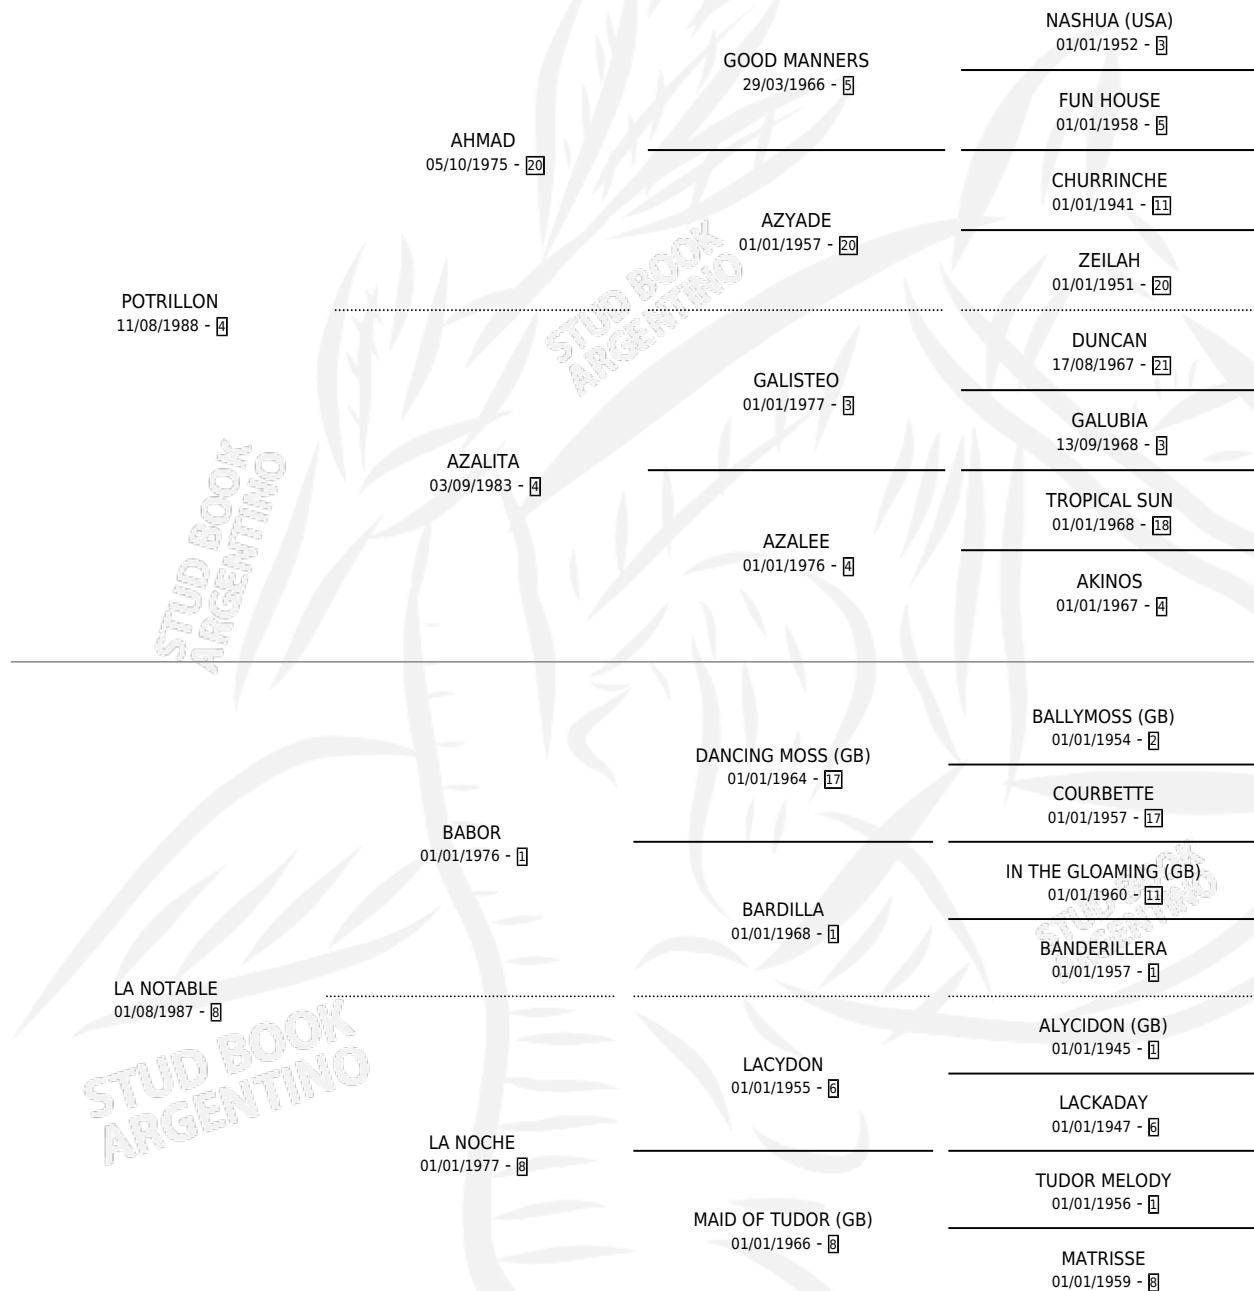 NASHUA (USA)
01/01/1952 - 3
GOOD MANNERS
29/03/1966 - 5
FUN HOUSE
01/01/1958 - 5
AHMAD
05/10/1975 - 20
CHURRINCHE
01/01/1941 - 11
AZYADE
01/01/1957 - 20
ZEILAH
01/01/1951 - 20
POTRILLON
11/08/1988 - 4
STUD BOOK
ARGENTINO
DUNCAN
17/08/1967 - 21
GALISTEO
01/01/1977 - 3
GALUBIA
13/09/1968 - 3
AZALITA
03/09/1983 - 4
TROPICAL SUN
01/01/1968 - 18
AZALEE
01/01/1976 - 4
AKINOS
01/01/1967 - 4
STUD BOOK
ARGENTINO
BALLYMOSS (GB)
01/01/1954 - 2
DANCING MOSS (GB)
01/01/1964 - 17
COURBETTE
01/01/1957 - 17
BABOR
01/01/1976 - 1
IN THE GLOAMING (GB)
01/01/1960 - 11
BARDILLA
01/01/1968 - 1
BANDERILLERA
01/01/1957 - 1
STUD BOOK
ARGENTINO
LA NOTABLE
01/08/1987 - 8
ALYCIDON (GB)
01/01/1945 - 1
LACYDON
01/01/1955 - 6
LACKADAY
01/01/1947 - 6
STUD BOOK
ARGENTINO
LA NOCHE
01/01/1977 - 8
TUDOR MELODY
01/01/1956 - 1
MAID OF TUDOR (GB)
01/01/1966 - 8
MATRISSE
01/01/1959 - 8